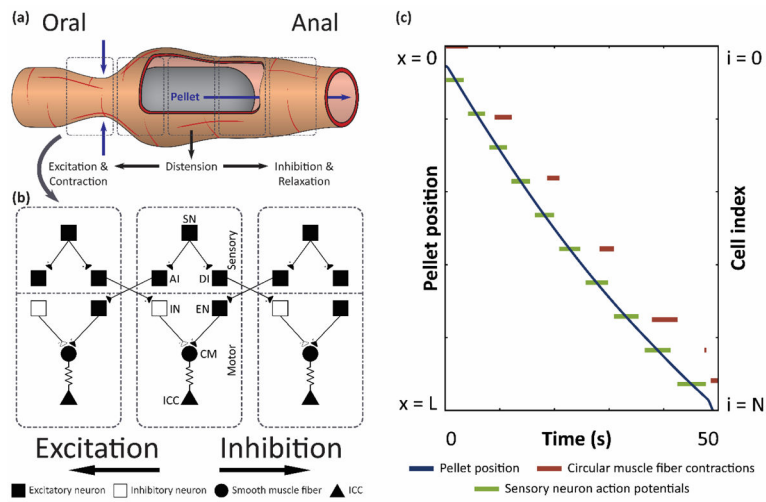 (a)
Oral
Anal
Pellet
Excitation &
Contraction
Distension
Inhibition &
Relaxation
(b)
SN
Sensory
AI
DI
IN
EN
CM
Motor
ICC
Excitation
Inhibition
Excitatory neuron
Inhibitory neuron
Smooth muscle fiber
ICC
(c)
x = 0
i = 0
Pellet position
Cell index
x = L
i = N
0
Time (s)
50
Pellet position
Circular muscle fiber contractions
Sensory neuron action
potentials